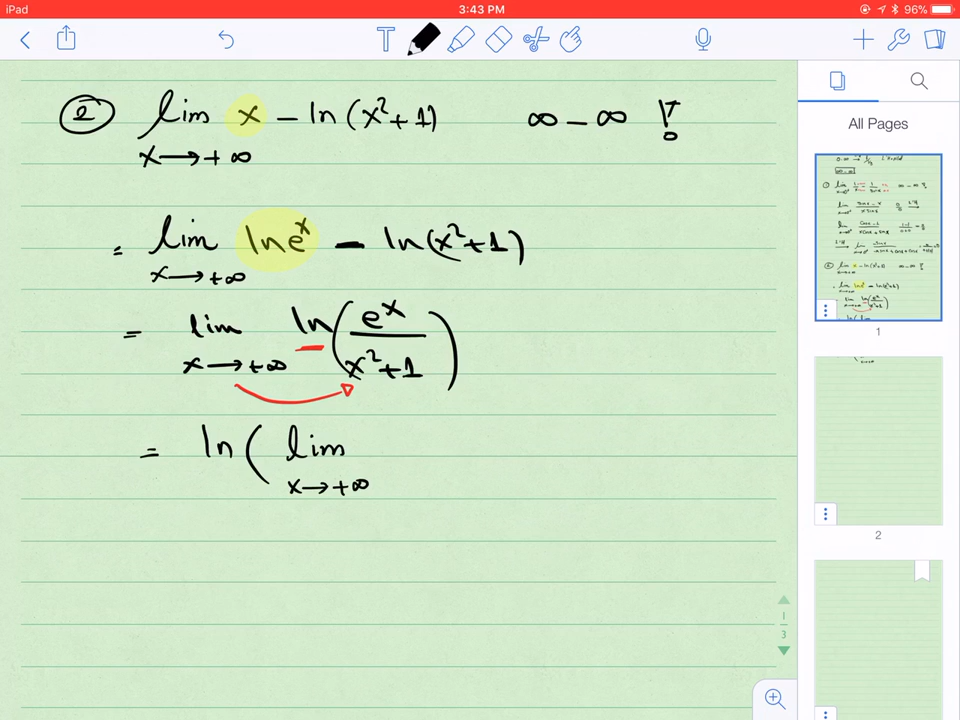 iPad
3:43 PM
96%
T
② lim x – ln(x²+1) ∞ – ∞ !?
x→+∞
= lim ln eˣ – ln(x²+1)
x→+∞
= lim ln(eˣ/(x²+1))
x→+∞
= ln( lim
x→+∞
1
3
All Pages
1
2